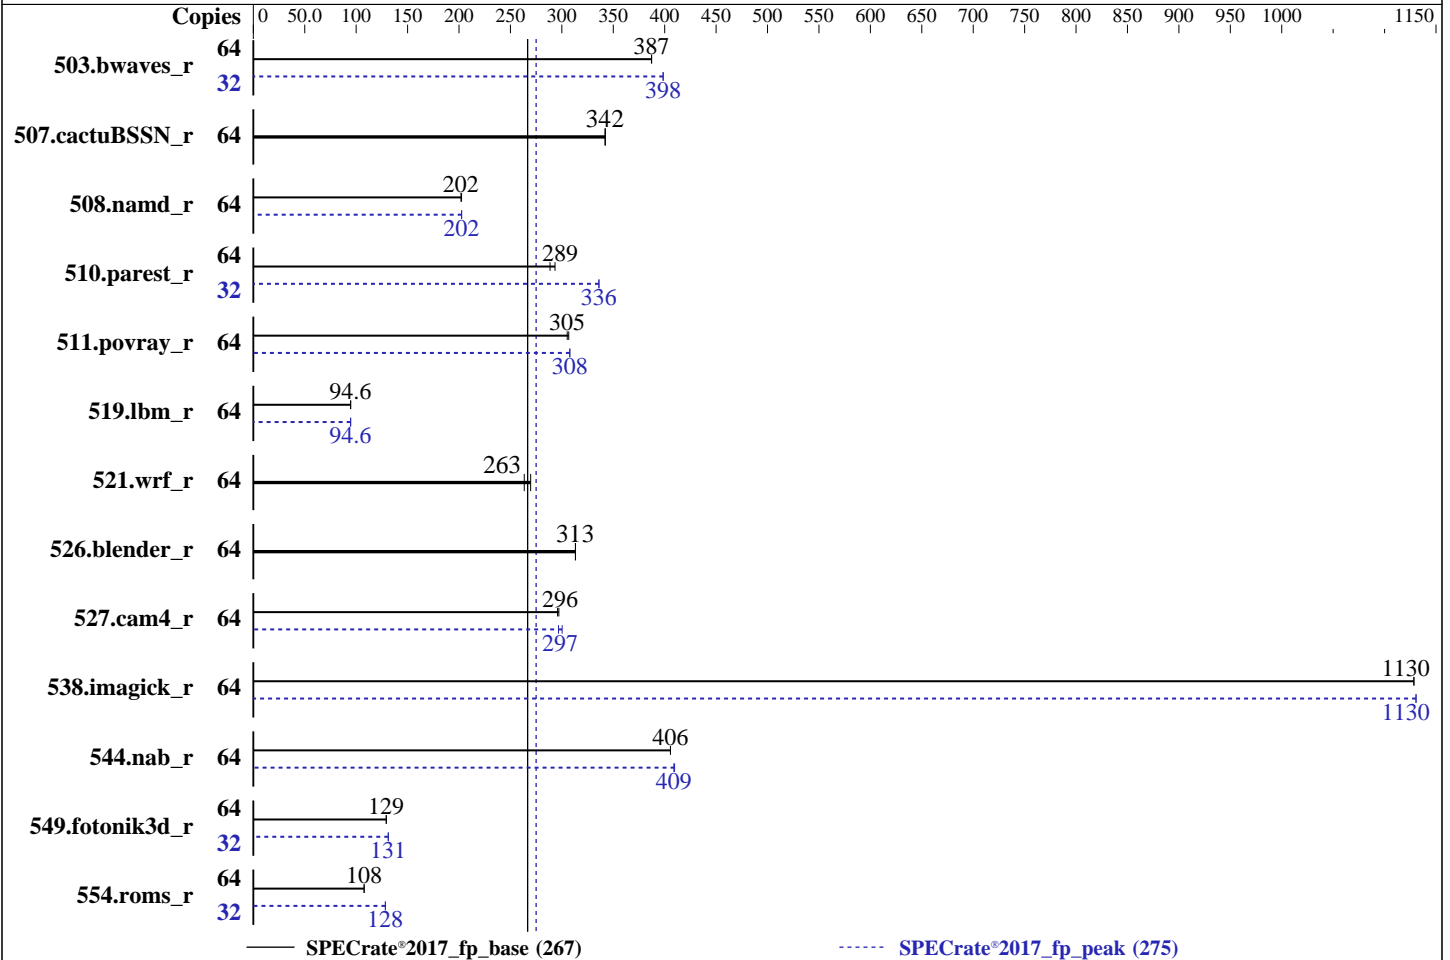 Copies 0 50.0 100 150 200 250 300 350 400 450 500 550 600 650 700 750 800 850 900 950 1000 1150
503.bwaves_r 64 387
32 398
507.cactuBSSN_r 64 342
508.namd_r 64 202
202
510.parest_r 64 289
32 336
511.povray_r 64 305
308
519.lbm_r 64 94.6
94.6
521.wrf_r 64 263
526.blender_r 64 313
527.cam4_r 64 296
297
538.imagick_r 64 1130
1130
544.nab_r 64 406
409
549.fotonik3d_r 64 129
32 131
554.roms_r 64 108
32 128
SPECrate®2017_fp_base (267) SPECrate®2017_fp_peak (275)